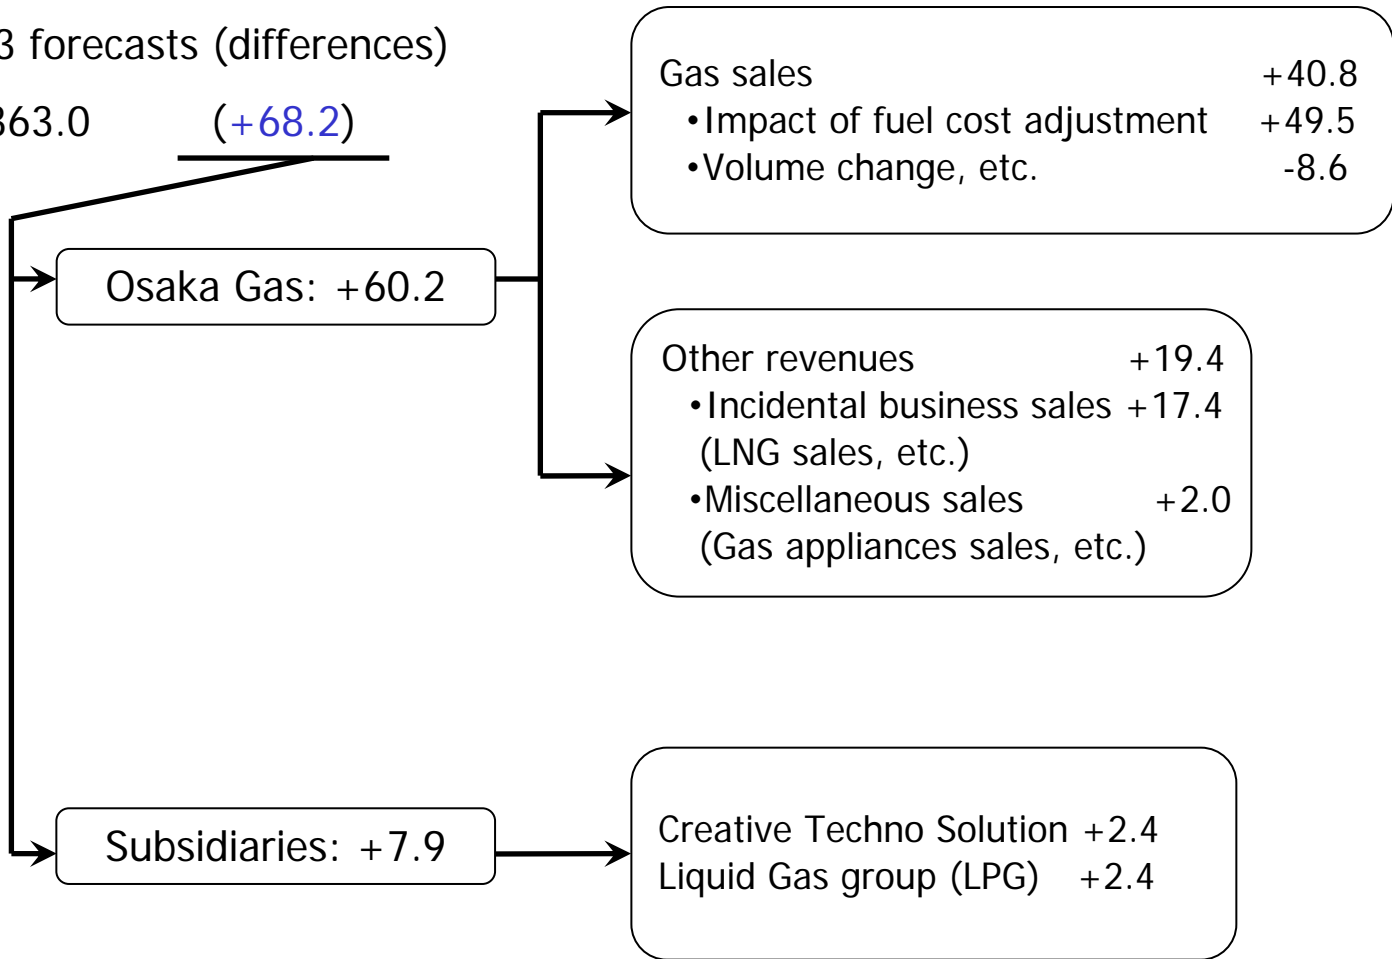 3 forecasts (differences)
363.0 (+68.2)
Gas sales +40.8
•Impact of fuel cost adjustment +49.5
•Volume change, etc. -8.6
Osaka Gas: +60.2
Other revenues +19.4
•Incidental business sales +17.4
(LNG sales, etc.)
•Miscellaneous sales +2.0
(Gas appliances sales, etc.)
Subsidiaries: +7.9
Creative Techno Solution +2.4
Liquid Gas group (LPG) +2.4